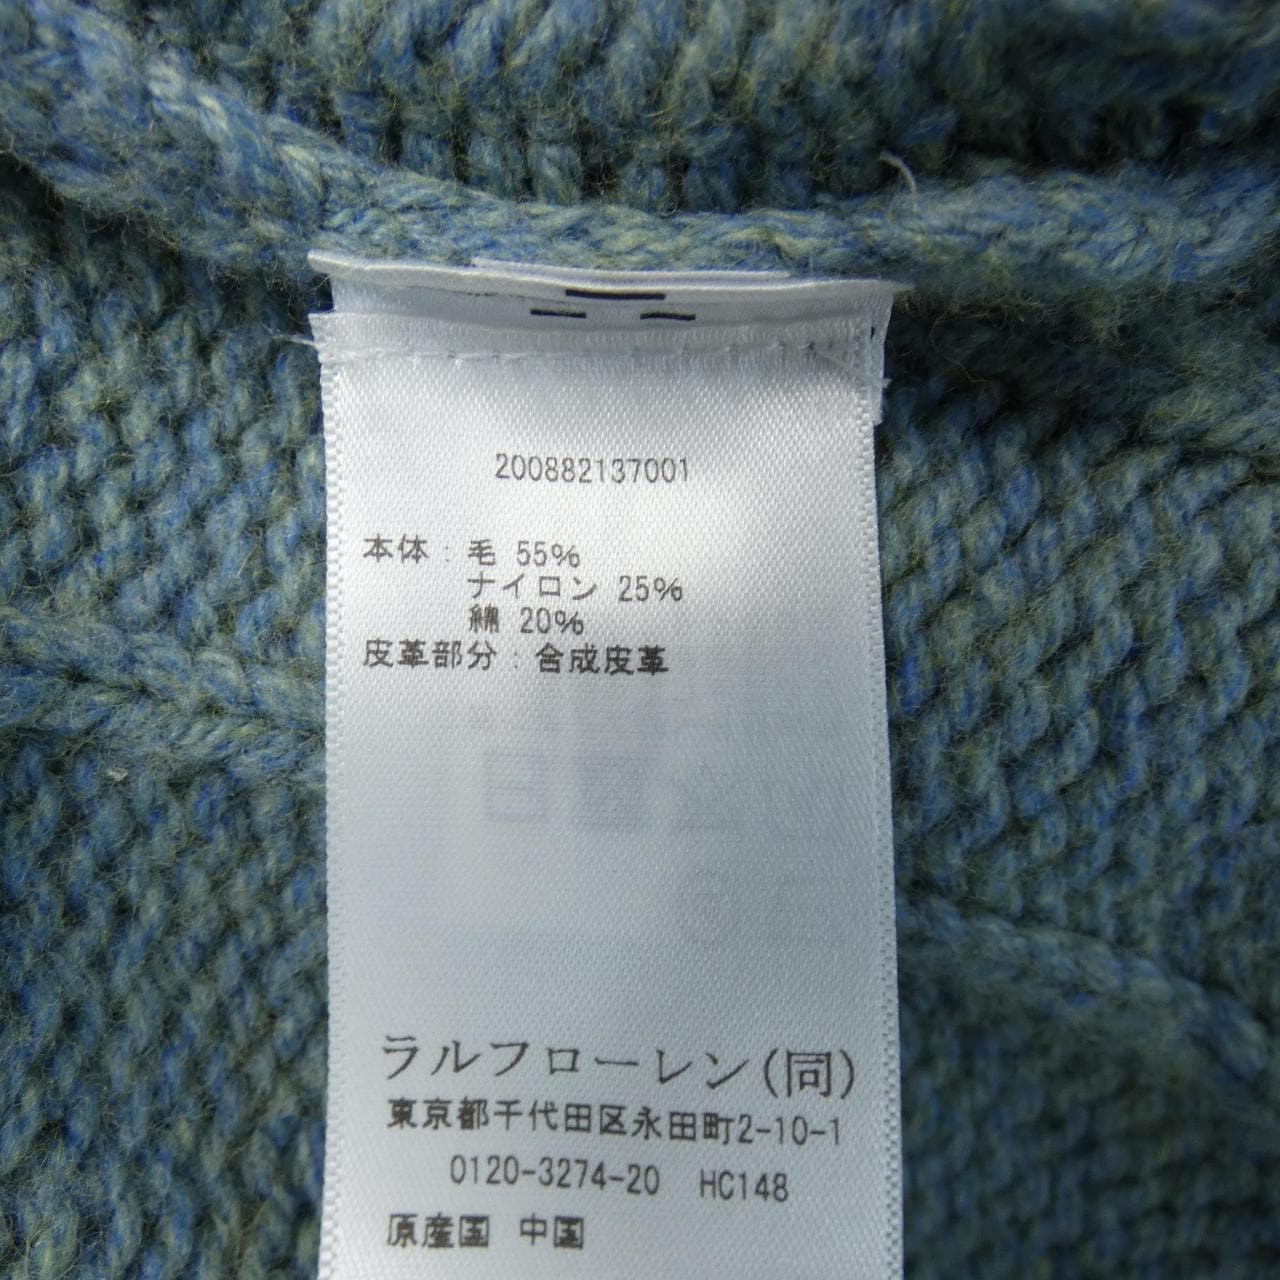 200882137001
本体：毛 55%
ナイロン 25%
綿 20%
皮革部分：合成皮革
ラルフローレン(同)
東京都千代田区永田町2-10-1
0120-3274-20 HC148
原産国 中国